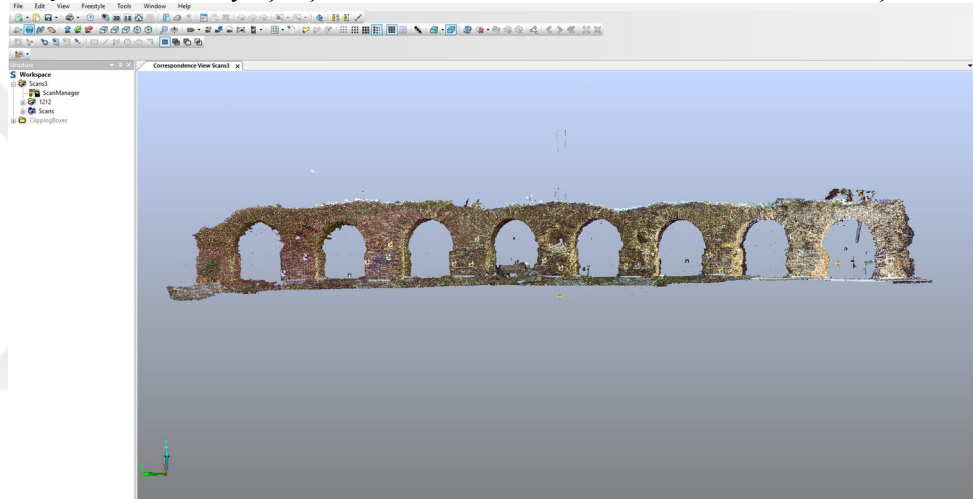 File Edit View Freestyle Tools Window Help
Structure
Correspondence View Scans3 x
Workspace
Scans3
ScanManager
1212
Scans
ClippingBoxes